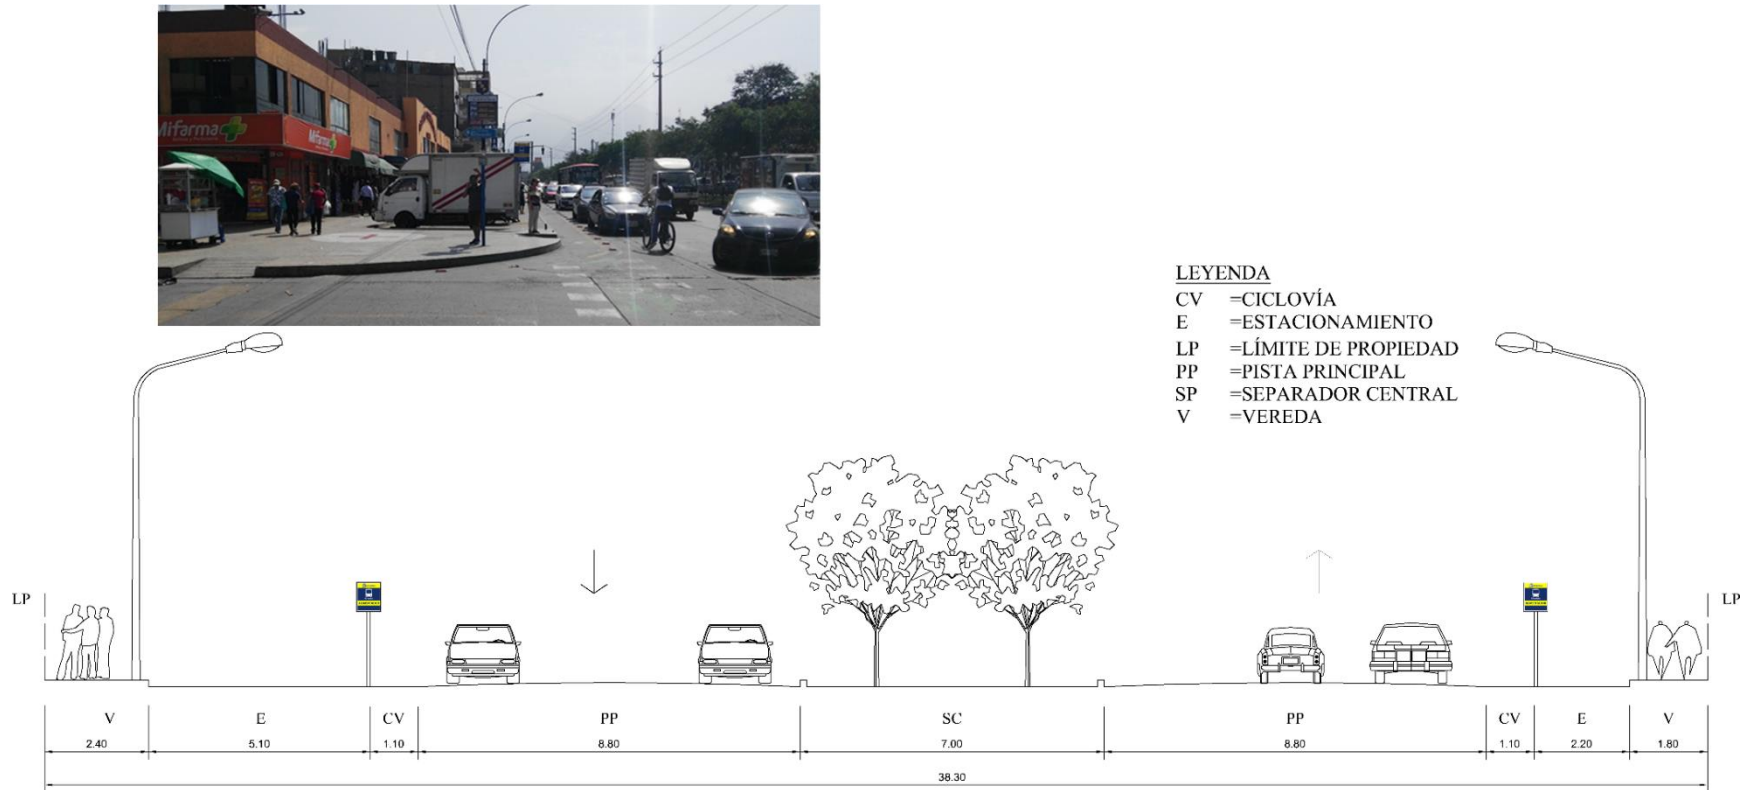 Mifarma
Mifarma
LEYENDA
CV =CICLOVÍA
E =ESTACIONAMIENTO
LP =LÍMITE DE PROPIEDAD
PP =PISTA PRINCIPAL
SP =SEPARADOR CENTRAL
V =VEREDA
LP
LP
V E CV PP SC PP CV E V
2.40 5.10 1.10 8.80 7.00 8.80 1.10 2.20 1.80
38.30